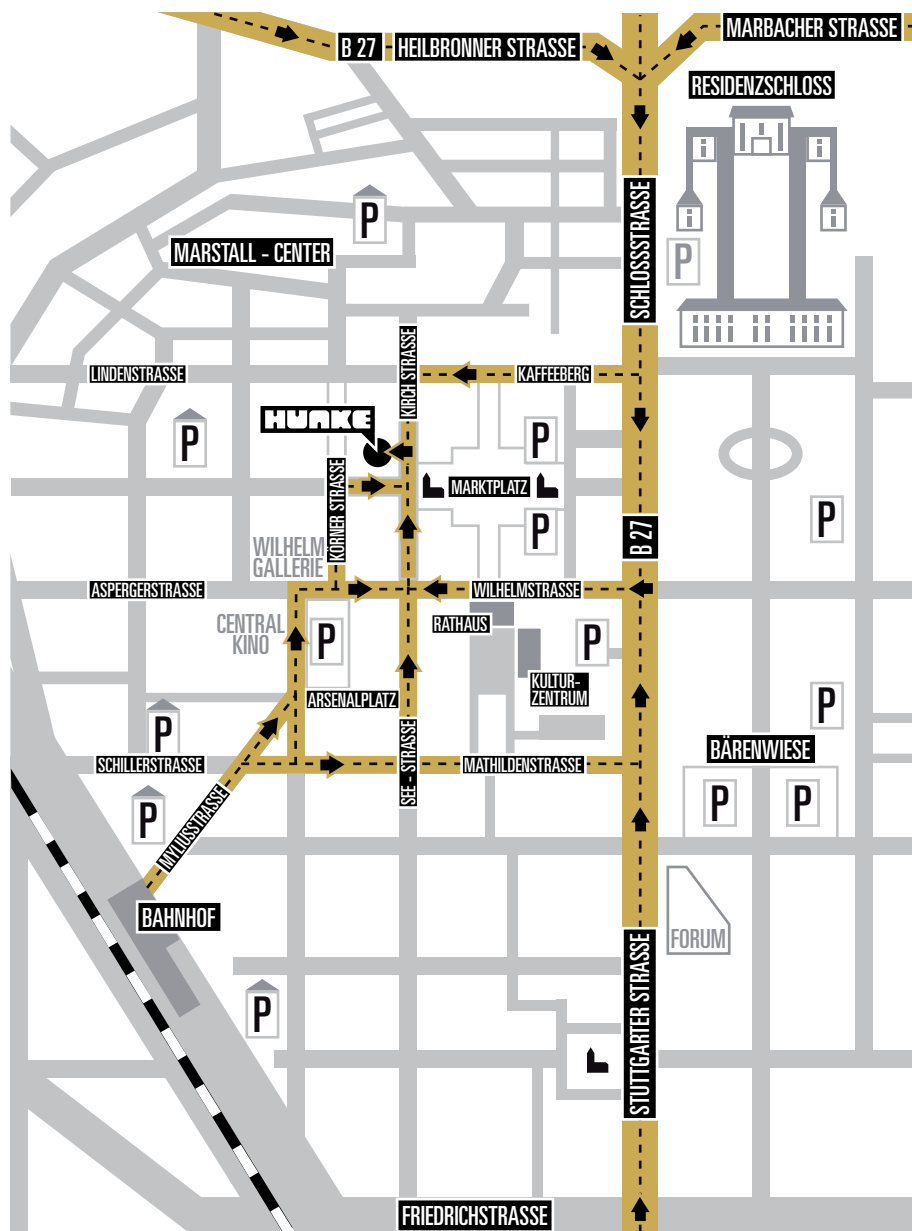 MARBACHER STRASSE
B 27
HEILBRONNER STRASSE
RESIDENZSCHLOSS
P
MARSTALL - CENTER
SCHLOSSSTRASSE
P
KIRCH STRASSE
LINDENSTRASSE
KAFFEEBERG
HUNKE
P
P
KÖRNER STRASSE
MARKTPLATZ
P
P
B 27
WILHELM
GALLERIE
ASPERGERSTRASSE
WILHELMSTRASSE
CENTRAL
KINO
P
RATHAUS
P
KULTUR-
ZENTRUM
ARSENALPLATZ
P
P
SEE - STRASSE
BÄRENWIESE
SCHILLERSTRASSE
MATHILDENSTRASSE
P
P
P
MYLIUSSTRASSE
BAHNHOF
FORUM
P
STUTTGARTER STRASSE
FRIEDRICHSTRASSE